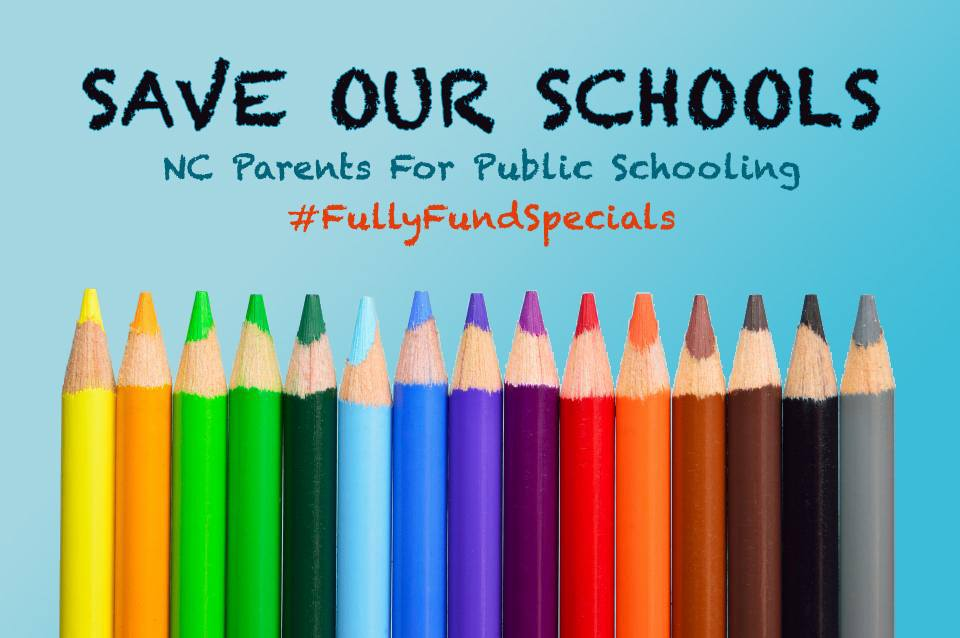 SAVE OUR SCHOOLS
NC Parents For Public Schooling
#FullyFundSpecials